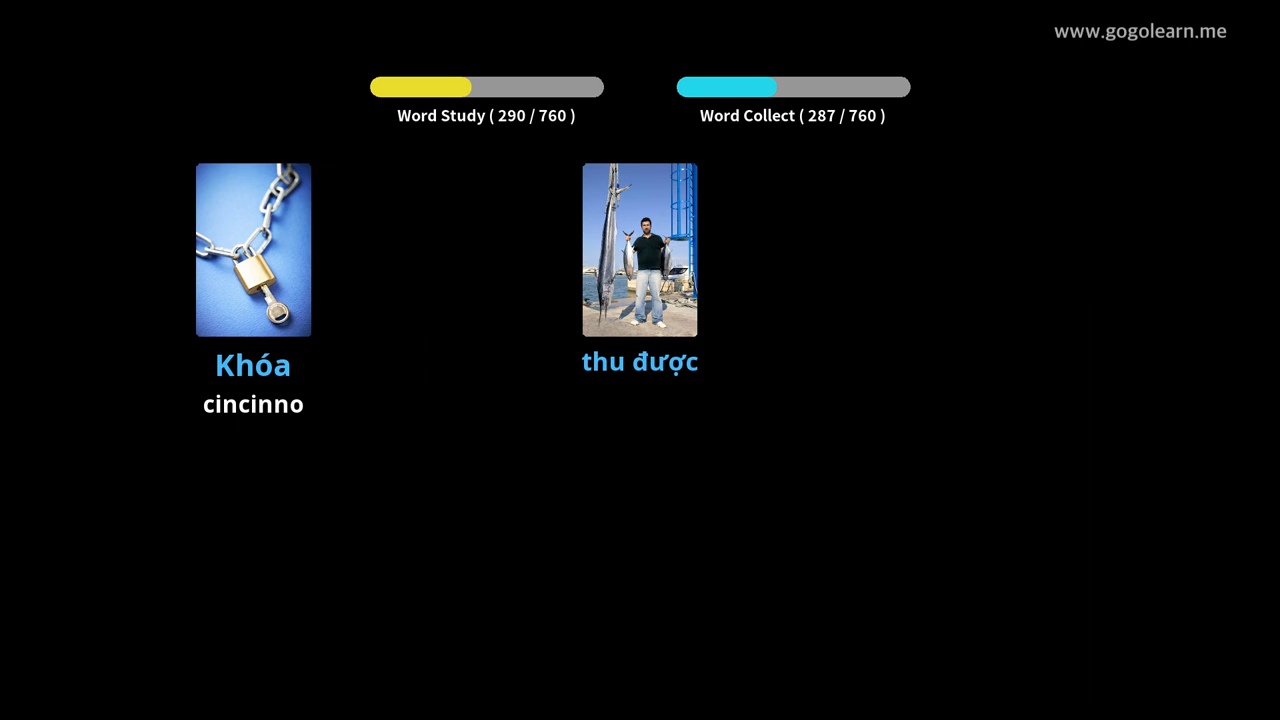 www.gogolearn.me
Word Study ( 290 / 760 )
Word Collect ( 287 / 760 )
Khóa
cincinno
thu được